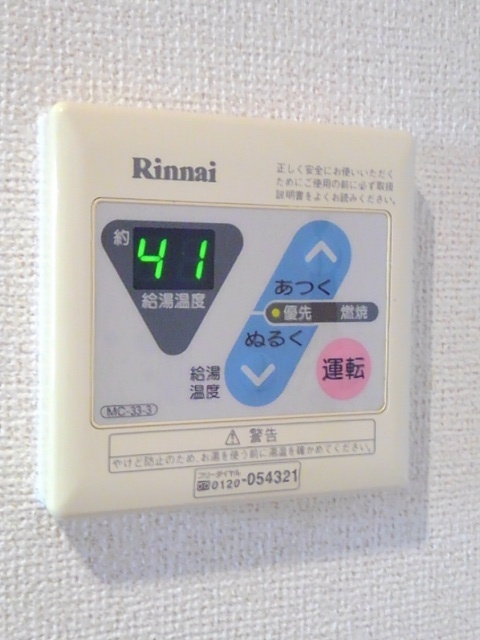 Rinnai
正しく安全にお使いいただく
ためにご使用の前に必ず取扱
説明書をよくお読みください。
約
41
給湯温度
あつく
優先 燃焼
ぬるく
給湯
温度
運転
MC-33-3
⚠ 警告
やけど防止のため、お湯を使う前に湯温を確かめてください。
フリーダイヤル
0120-054321